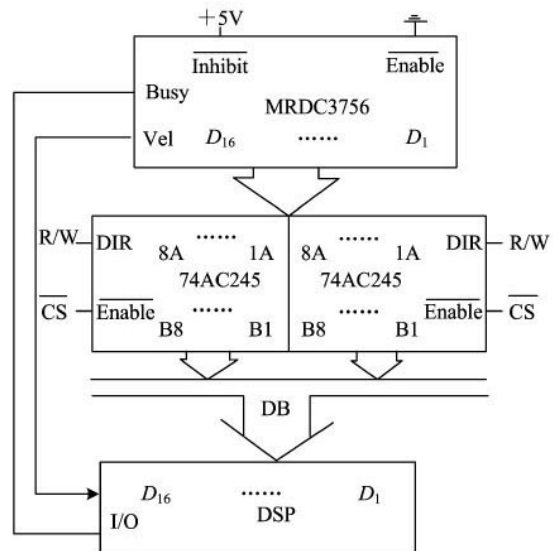 +5V
Inhibit Enable
Busy
MRDC3756
Vel D16 …… D1
R/W DIR …… …… DIR R/W
8A 1A 8A 1A
74AC245 74AC245
CS Enable …… …… Enable CS
B8 B1 B8 B1
DB
D16 …… D1
I/O DSP